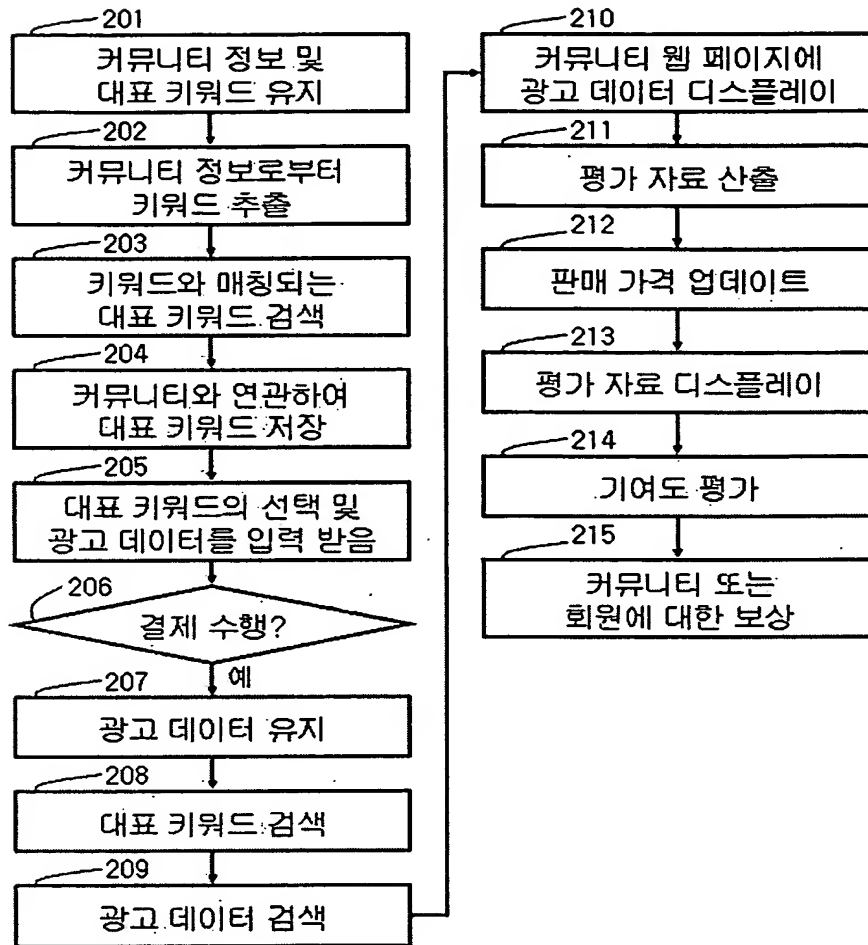 201
커뮤니티 정보 및
대표 키워드 유지
202
커뮤니티 정보로부터
키워드 추출
203
키워드와 매칭되는
대표 키워드 검색
204
커뮤니티와 연관하여
대표 키워드 저장
205
대표 키워드의 선택 및
광고 데이터를 입력 받음
206
결제 수행?
예
207
광고 데이터 유지
208
대표 키워드 검색
209
광고 데이터 검색
210
커뮤니티 웹 페이지에
광고 데이터 디스플레이
211
평가 자료 산출
212
판매 가격 업데이트
213
평가 자료 디스플레이
214
기여도 평가
215
커뮤니티 또는
회원에 대한 보상